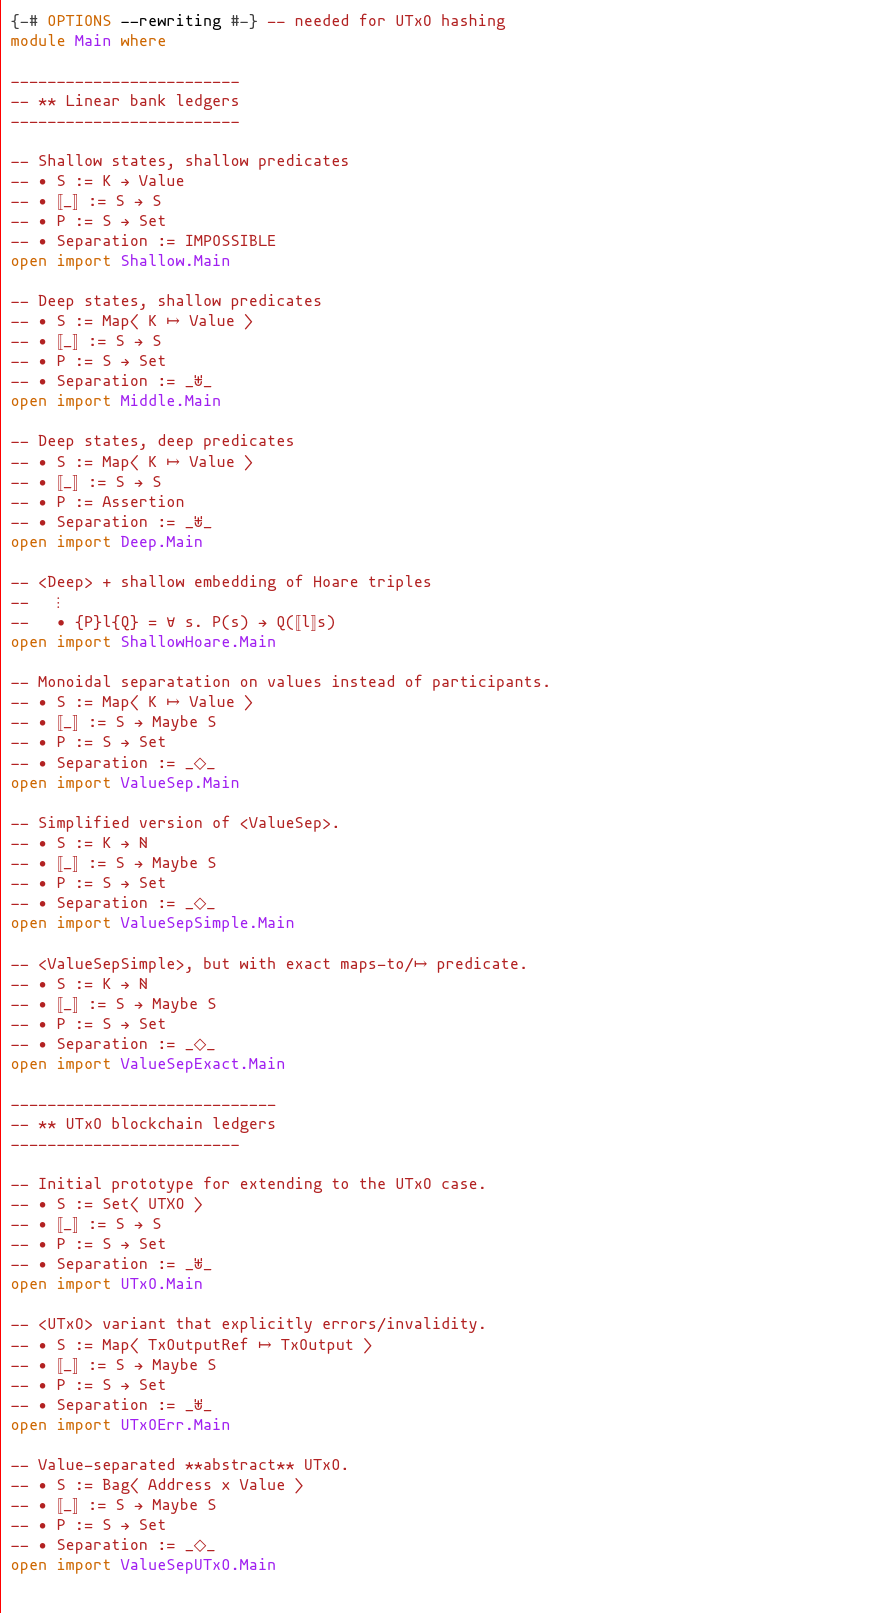 {-# OPTIONS --rewriting #-} -- needed for UTxO hashing
module Main where

-------------------------
-- ** Linear bank ledgers
-------------------------

-- Shallow states, shallow predicates
-- • S := K → Value
-- • ⟦_⟧ := S → S
-- • P := S → Set
-- • Separation := IMPOSSIBLE
open import Shallow.Main

-- Deep states, shallow predicates
-- • S := Map⟨ K ↦ Value ⟩
-- • ⟦_⟧ := S → S
-- • P := S → Set
-- • Separation := _⊎_
open import Middle.Main

-- Deep states, deep predicates
-- • S := Map⟨ K ↦ Value ⟩
-- • ⟦_⟧ := S → S
-- • P := Assertion
-- • Separation := _⊎_
open import Deep.Main

-- <Deep> + shallow embedding of Hoare triples
--   ⋮
--   • {P}l{Q} = ∀ s. P(s) → Q(⟦l⟧s)
open import ShallowHoare.Main

-- Monoidal separatation on values instead of participants.
-- • S := Map⟨ K ↦ Value ⟩
-- • ⟦_⟧ := S → Maybe S
-- • P := S → Set
-- • Separation := _◇_
open import ValueSep.Main

-- Simplified version of <ValueSep>.
-- • S := K → ℕ
-- • ⟦_⟧ := S → Maybe S
-- • P := S → Set
-- • Separation := _◇_
open import ValueSepSimple.Main

-- <ValueSepSimple>, but with exact maps-to/↦ predicate.
-- • S := K → ℕ
-- • ⟦_⟧ := S → Maybe S
-- • P := S → Set
-- • Separation := _◇_
open import ValueSepExact.Main

-----------------------------
-- ** UTxO blockchain ledgers
-------------------------

-- Initial prototype for extending to the UTxO case.
-- • S := Set⟨ UTXO ⟩
-- • ⟦_⟧ := S → S
-- • P := S → Set
-- • Separation := _⊎_
open import UTxO.Main

-- <UTxO> variant that explicitly errors/invalidity.
-- • S := Map⟨ TxOutputRef ↦ TxOutput ⟩
-- • ⟦_⟧ := S → Maybe S
-- • P := S → Set
-- • Separation := _⊎_
open import UTxOErr.Main

-- Value-separated **abstract** UTxO.
-- • S := Bag⟨ Address x Value ⟩
-- • ⟦_⟧ := S → Maybe S
-- • P := S → Set
-- • Separation := _◇_
open import ValueSepUTxO.Main